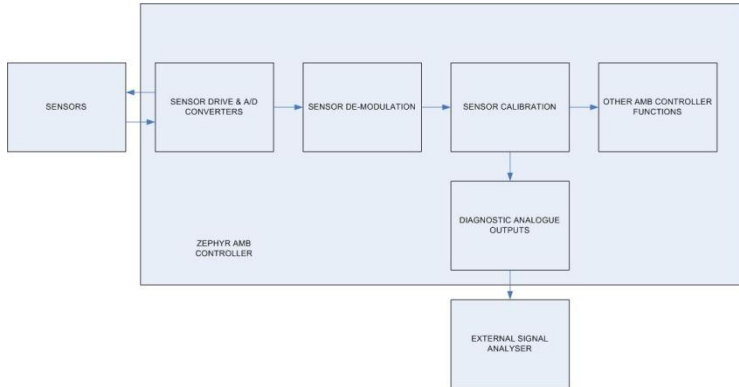 SENSORS
SENSOR DRIVE & A/D
CONVERTERS
SENSOR DE-MODULATION
SENSOR CALIBRATION
OTHER AMB CONTROLLER
FUNCTIONS
DIAGNOSTIC ANALOGUE
OUTPUTS
ZEPHYR AMB
CONTROLLER
EXTERNAL SIGNAL
ANALYSER